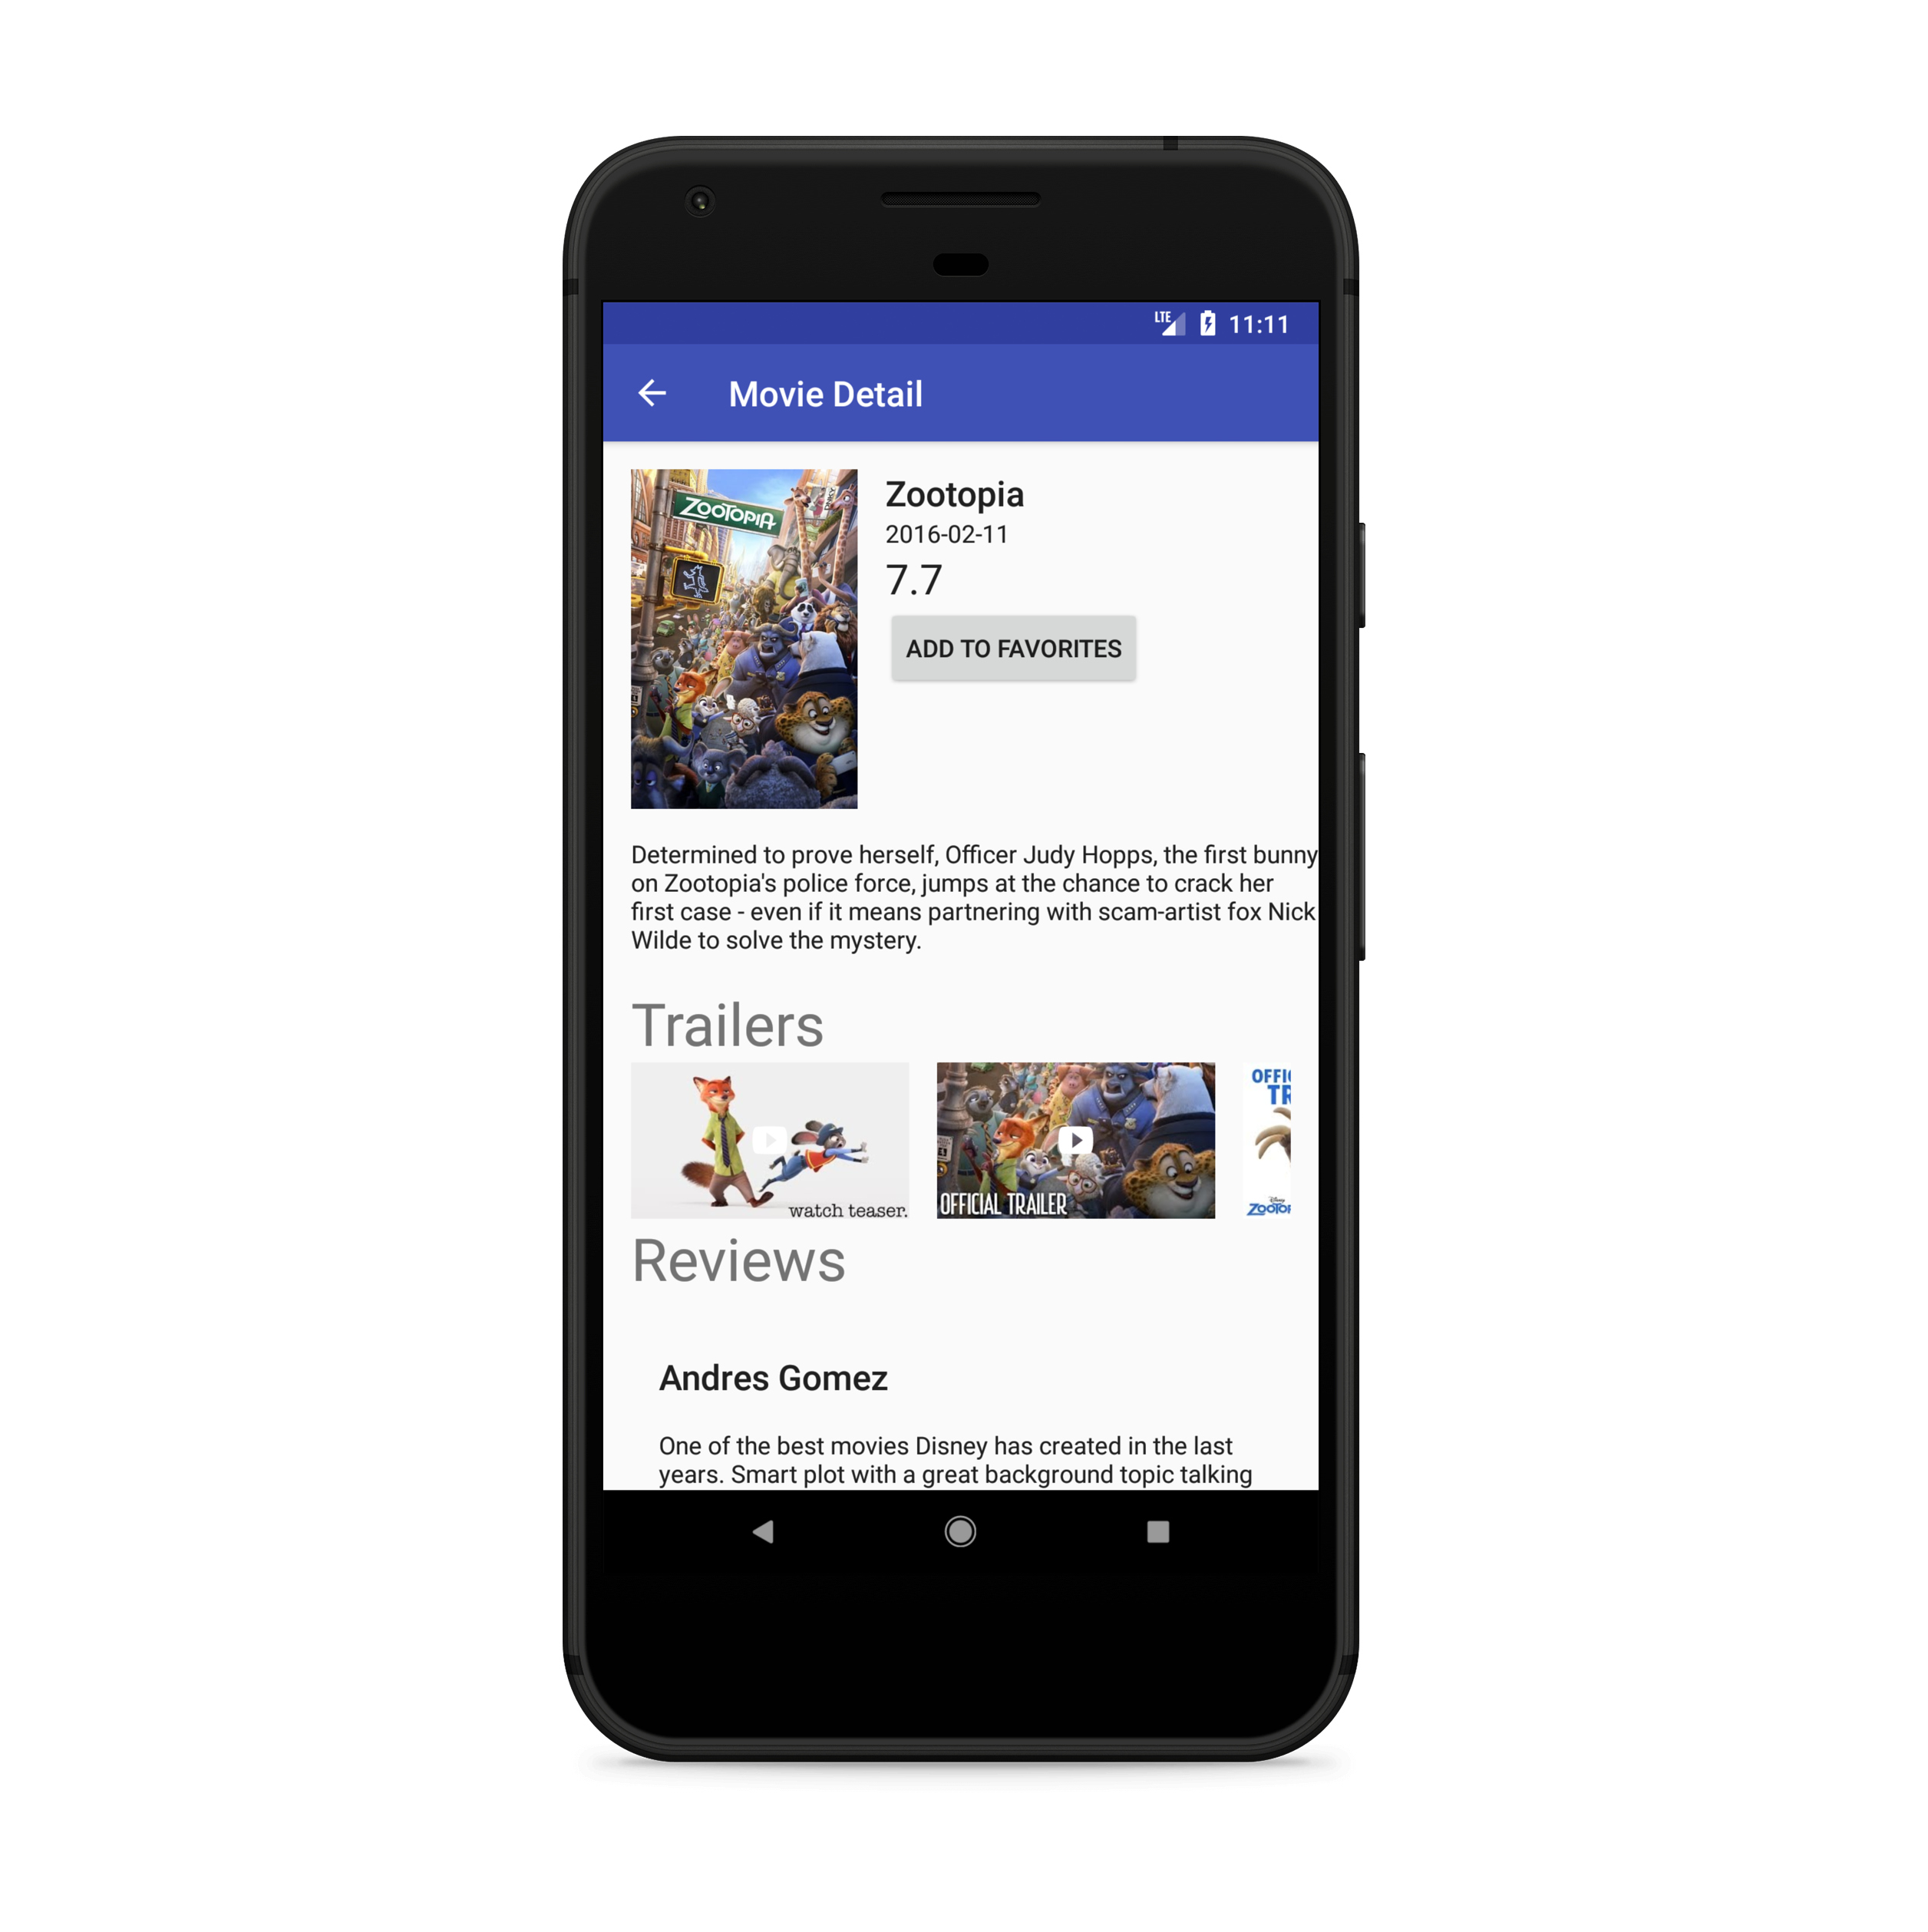 LTE 11:11
Movie Detail
ZOOTOPIA
Zootopia
2016-02-11
7.7
ADD TO FAVORITES
Determined to prove herself, Officer Judy Hopps, the first bunny
on Zootopia's police force, jumps at the chance to crack her
first case - even if it means partnering with scam-artist fox Nick
Wilde to solve the mystery.
Trailers
watch teaser.
OFFICIAL TRAILER
OFFI
TR
Disney
ZOOTOP
Reviews
Andres Gomez
One of the best movies Disney has created in the last
years. Smart plot with a great background topic talking